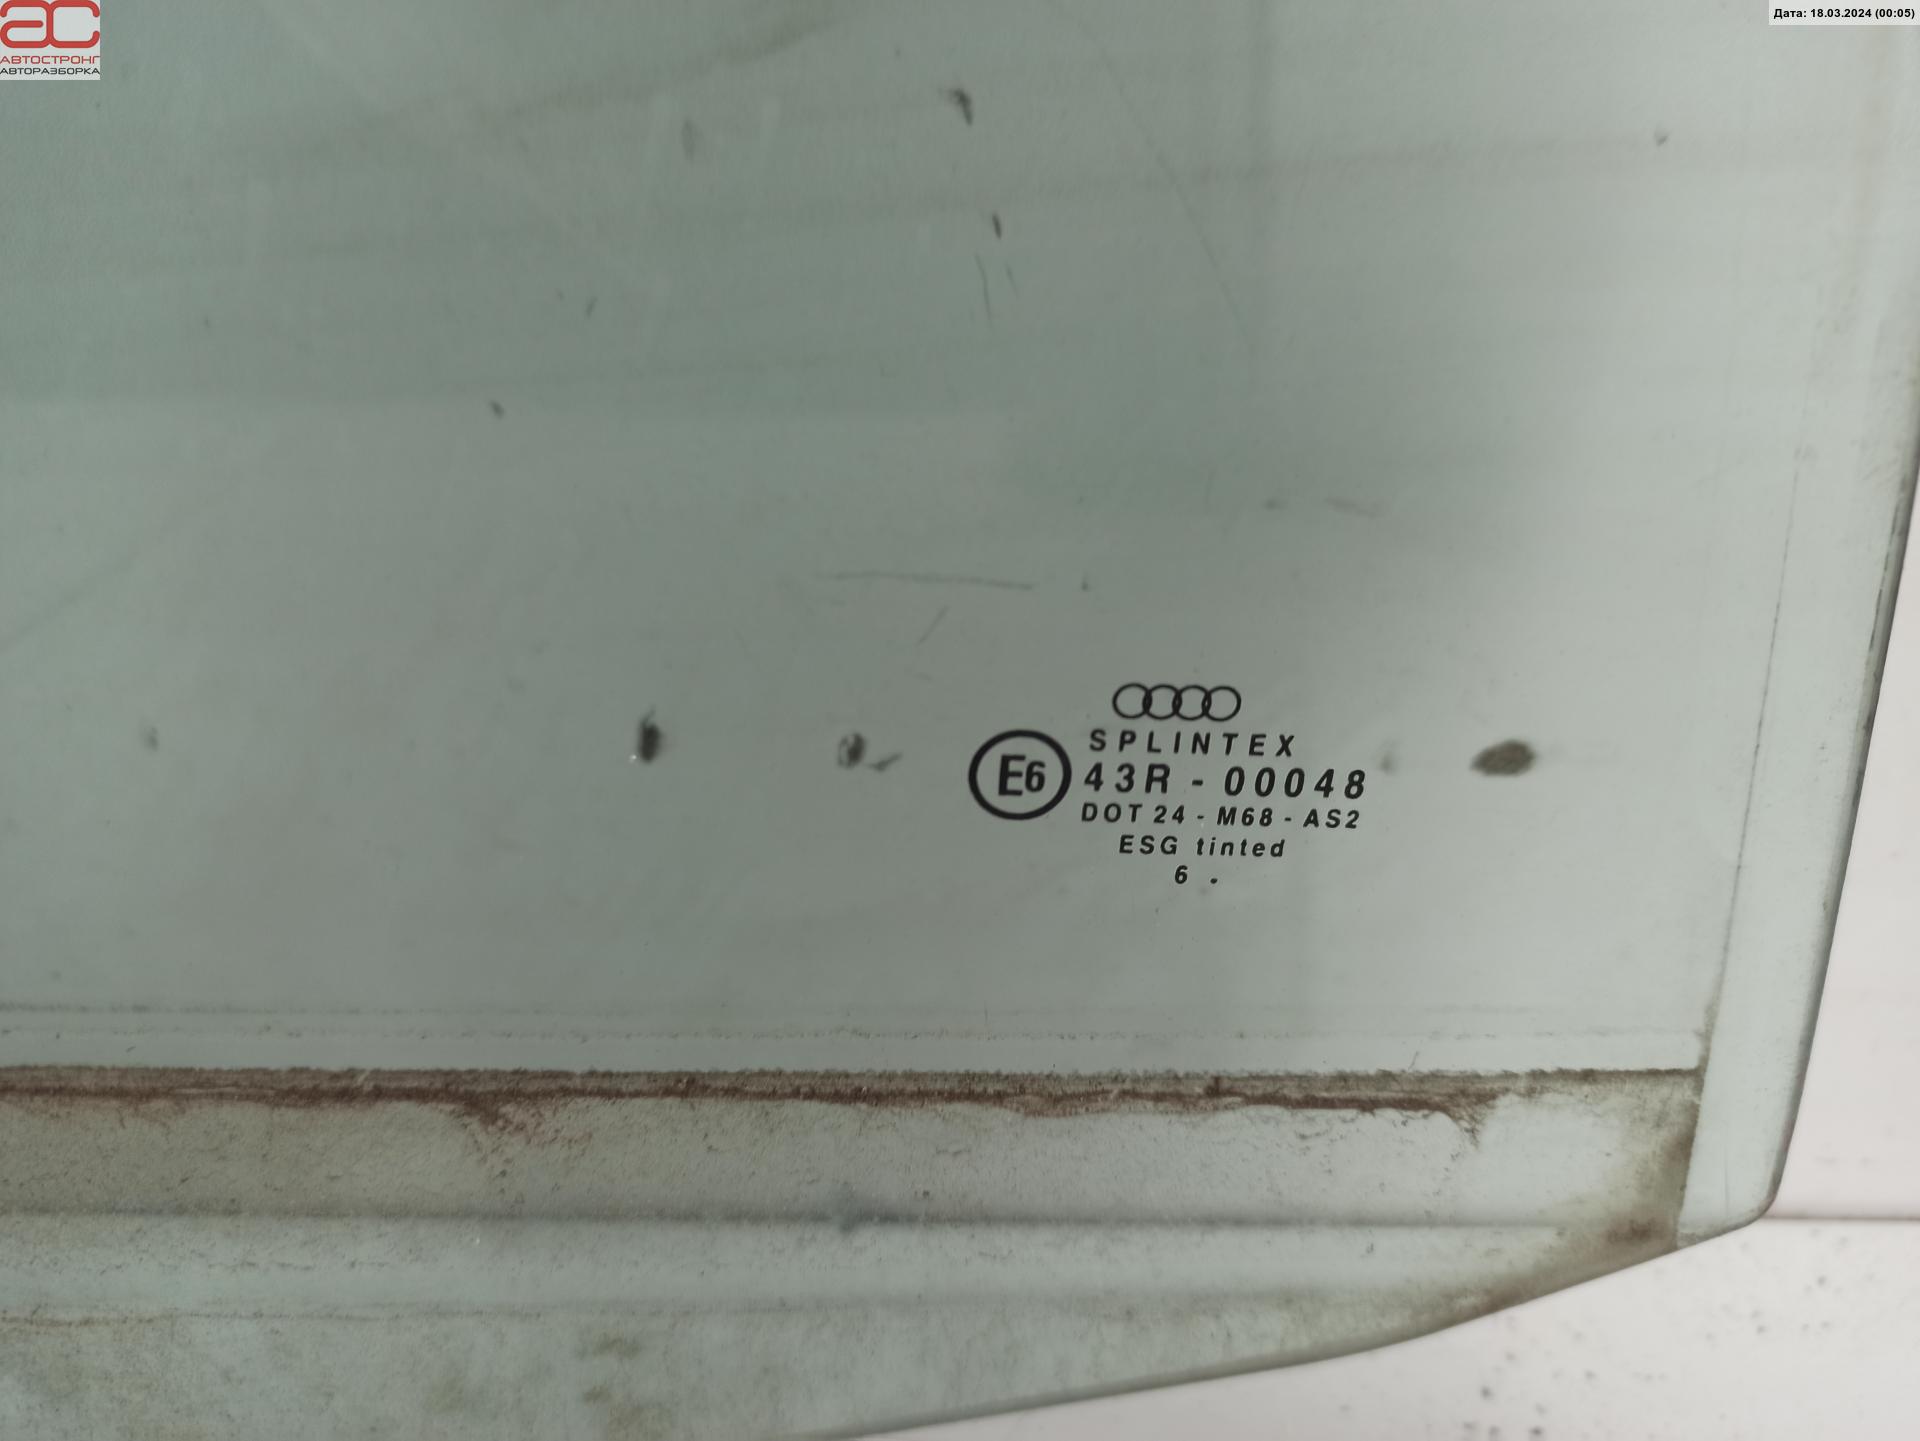 АВТОСТРОНГ
АВТОРАЗБОРКА
Дата: 18.03.2024 (00:05)
SPLINTEX
E6
43R - 00048
DOT 24 - M68 - AS2
ESG tinted
6 .